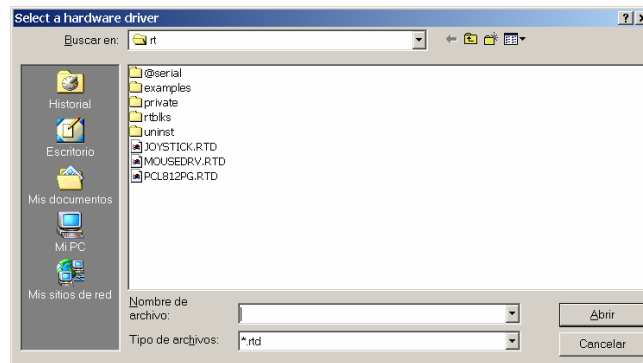 Select a hardware driver
Buscar en:
rt
Historial
Escritorio
Mis documentos
Mi PC
Mis sitios de red
@serial
examples
private
rtblks
uninst
JOYSTICK.RTD
MOUSEDRV.RTD
PCL812PG.RTD
Nombre de
archivo:
Abrir
Tipo de archivos:
*.rtd
Cancelar